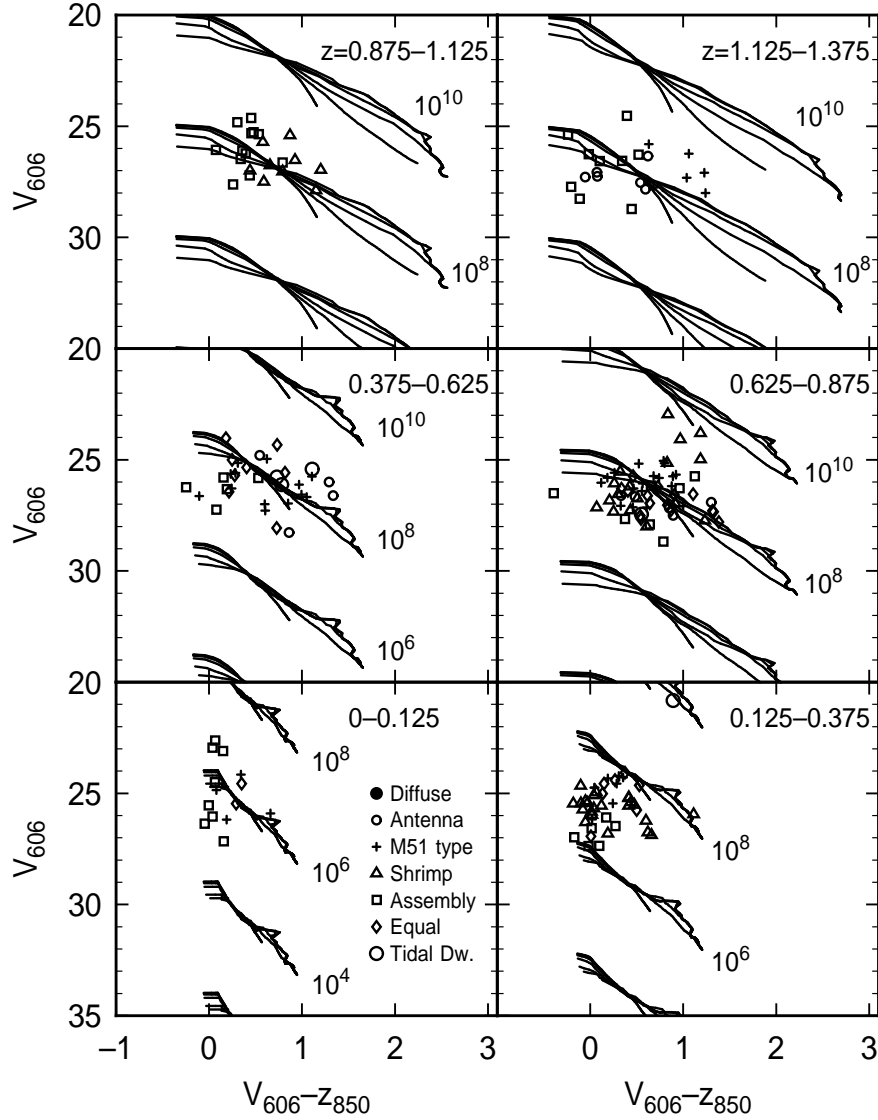 20
z=0.875–1.125
z=1.125–1.375
10^10
10^10
25
V606
30
10^8
10^8
20
0.375–0.625
0.625–0.875
10^10
10^10
25
V606
10^8
10^8
30
10^6
20
0–0.125
0.125–0.375
10^8
Diffuse
10^8
25
Antenna
V606
M51 type
10^6
Shrimp
Assembly
30
Equal
10^6
10^4
Tidal Dw.
35
–1 0 1 2 3 0 1 2 3
V606–z850
V606–z850